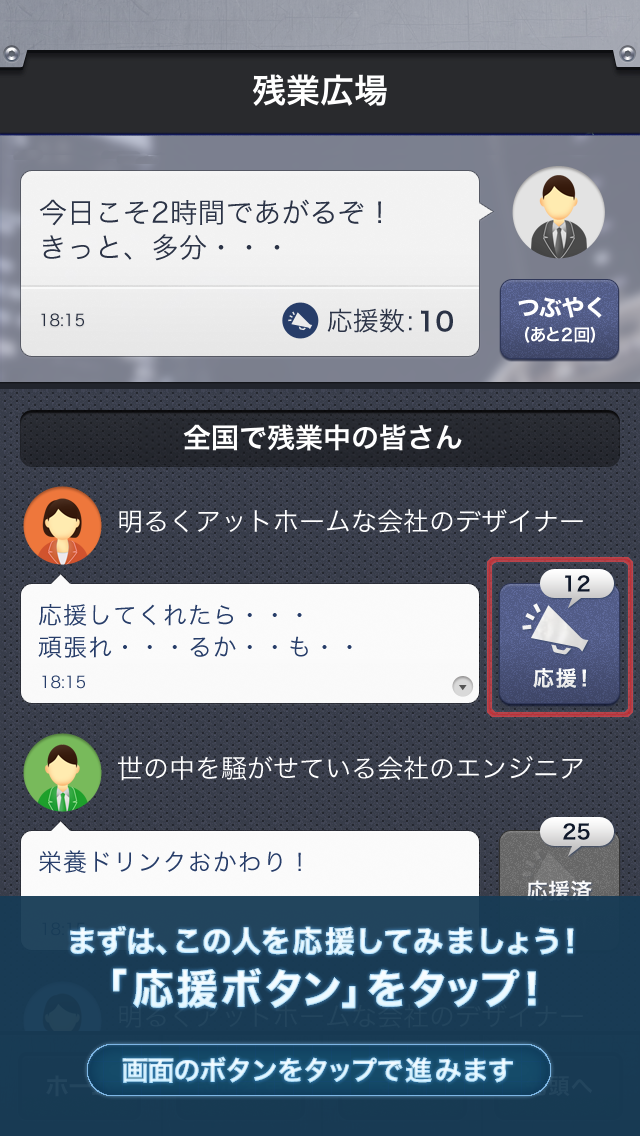 残業広場
今日こそ2時間であがるぞ！
きっと、多分・・・
18:15
応援数:10
つぶやく
(あと2回)
全国で残業中の皆さん
明るくアットホームな会社のデザイナー
応援してくれたら・・・
頑張れ・・・るか・・も・・
18:15
12
応援！
世の中を騒がせている会社のエンジニア
栄養ドリンクおかわり！
25
応援済
18:15
まずは、この人を応援してみましょう！
「応援ボタン」をタップ！
明るくアットホームな会社のデザイナー
画面のボタンをタップで進みます